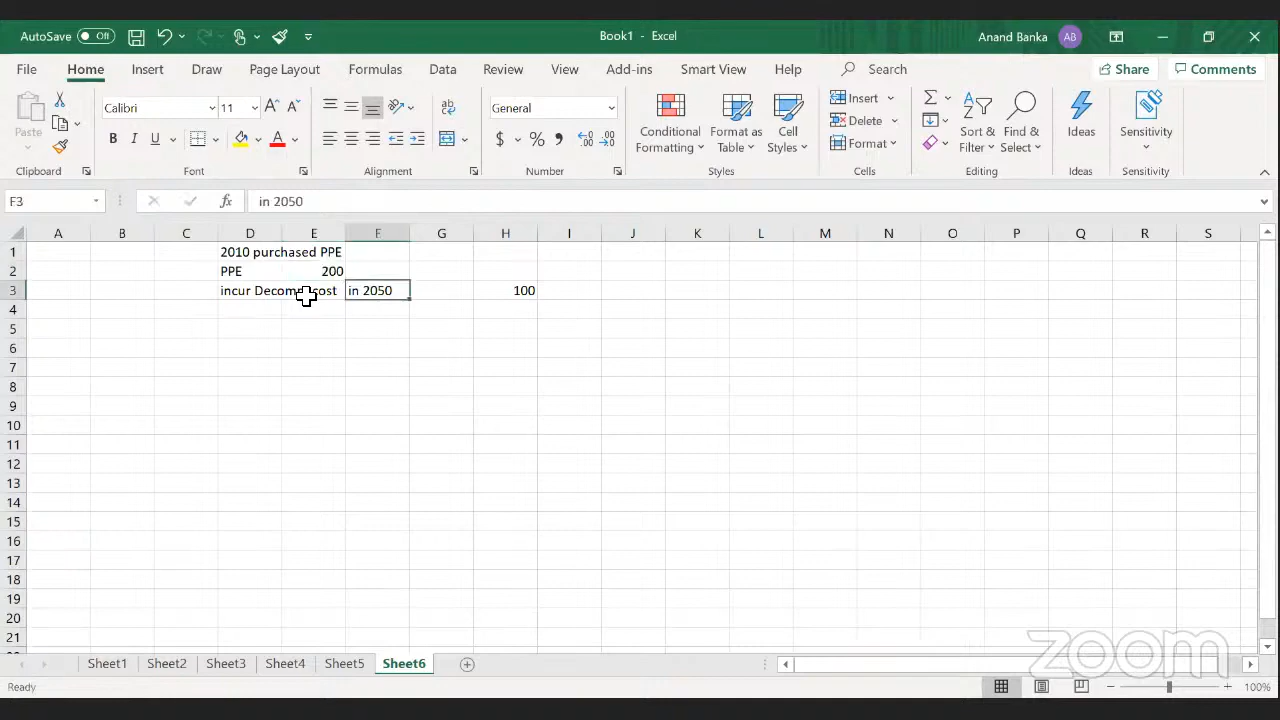 AutoSave Off Book1 - Excel Anand Banka AB
File Home Insert Draw Page Layout Formulas Data Review View Add-ins Smart View Help Search Share Comments
Paste Calibri 11 General Conditional Formatting Format as Table Cell Styles Insert Delete Format Sort & Filter Find & Select Ideas Sensitivity
Clipboard Font Alignment Number Styles Cells Editing Ideas Sensitivity
F3 fx in 2050
A B C D E F G H I J K L M N O P Q R S
1 2010 purchased PPE
2 PPE 200
3 incur Decomm cost in 2050 100
4
5
6
7
8
9
10
11
12
13
14
15
16
17
18
19
20
21
zoom
Sheet1 Sheet2 Sheet3 Sheet4 Sheet5 Sheet6
Ready 100%